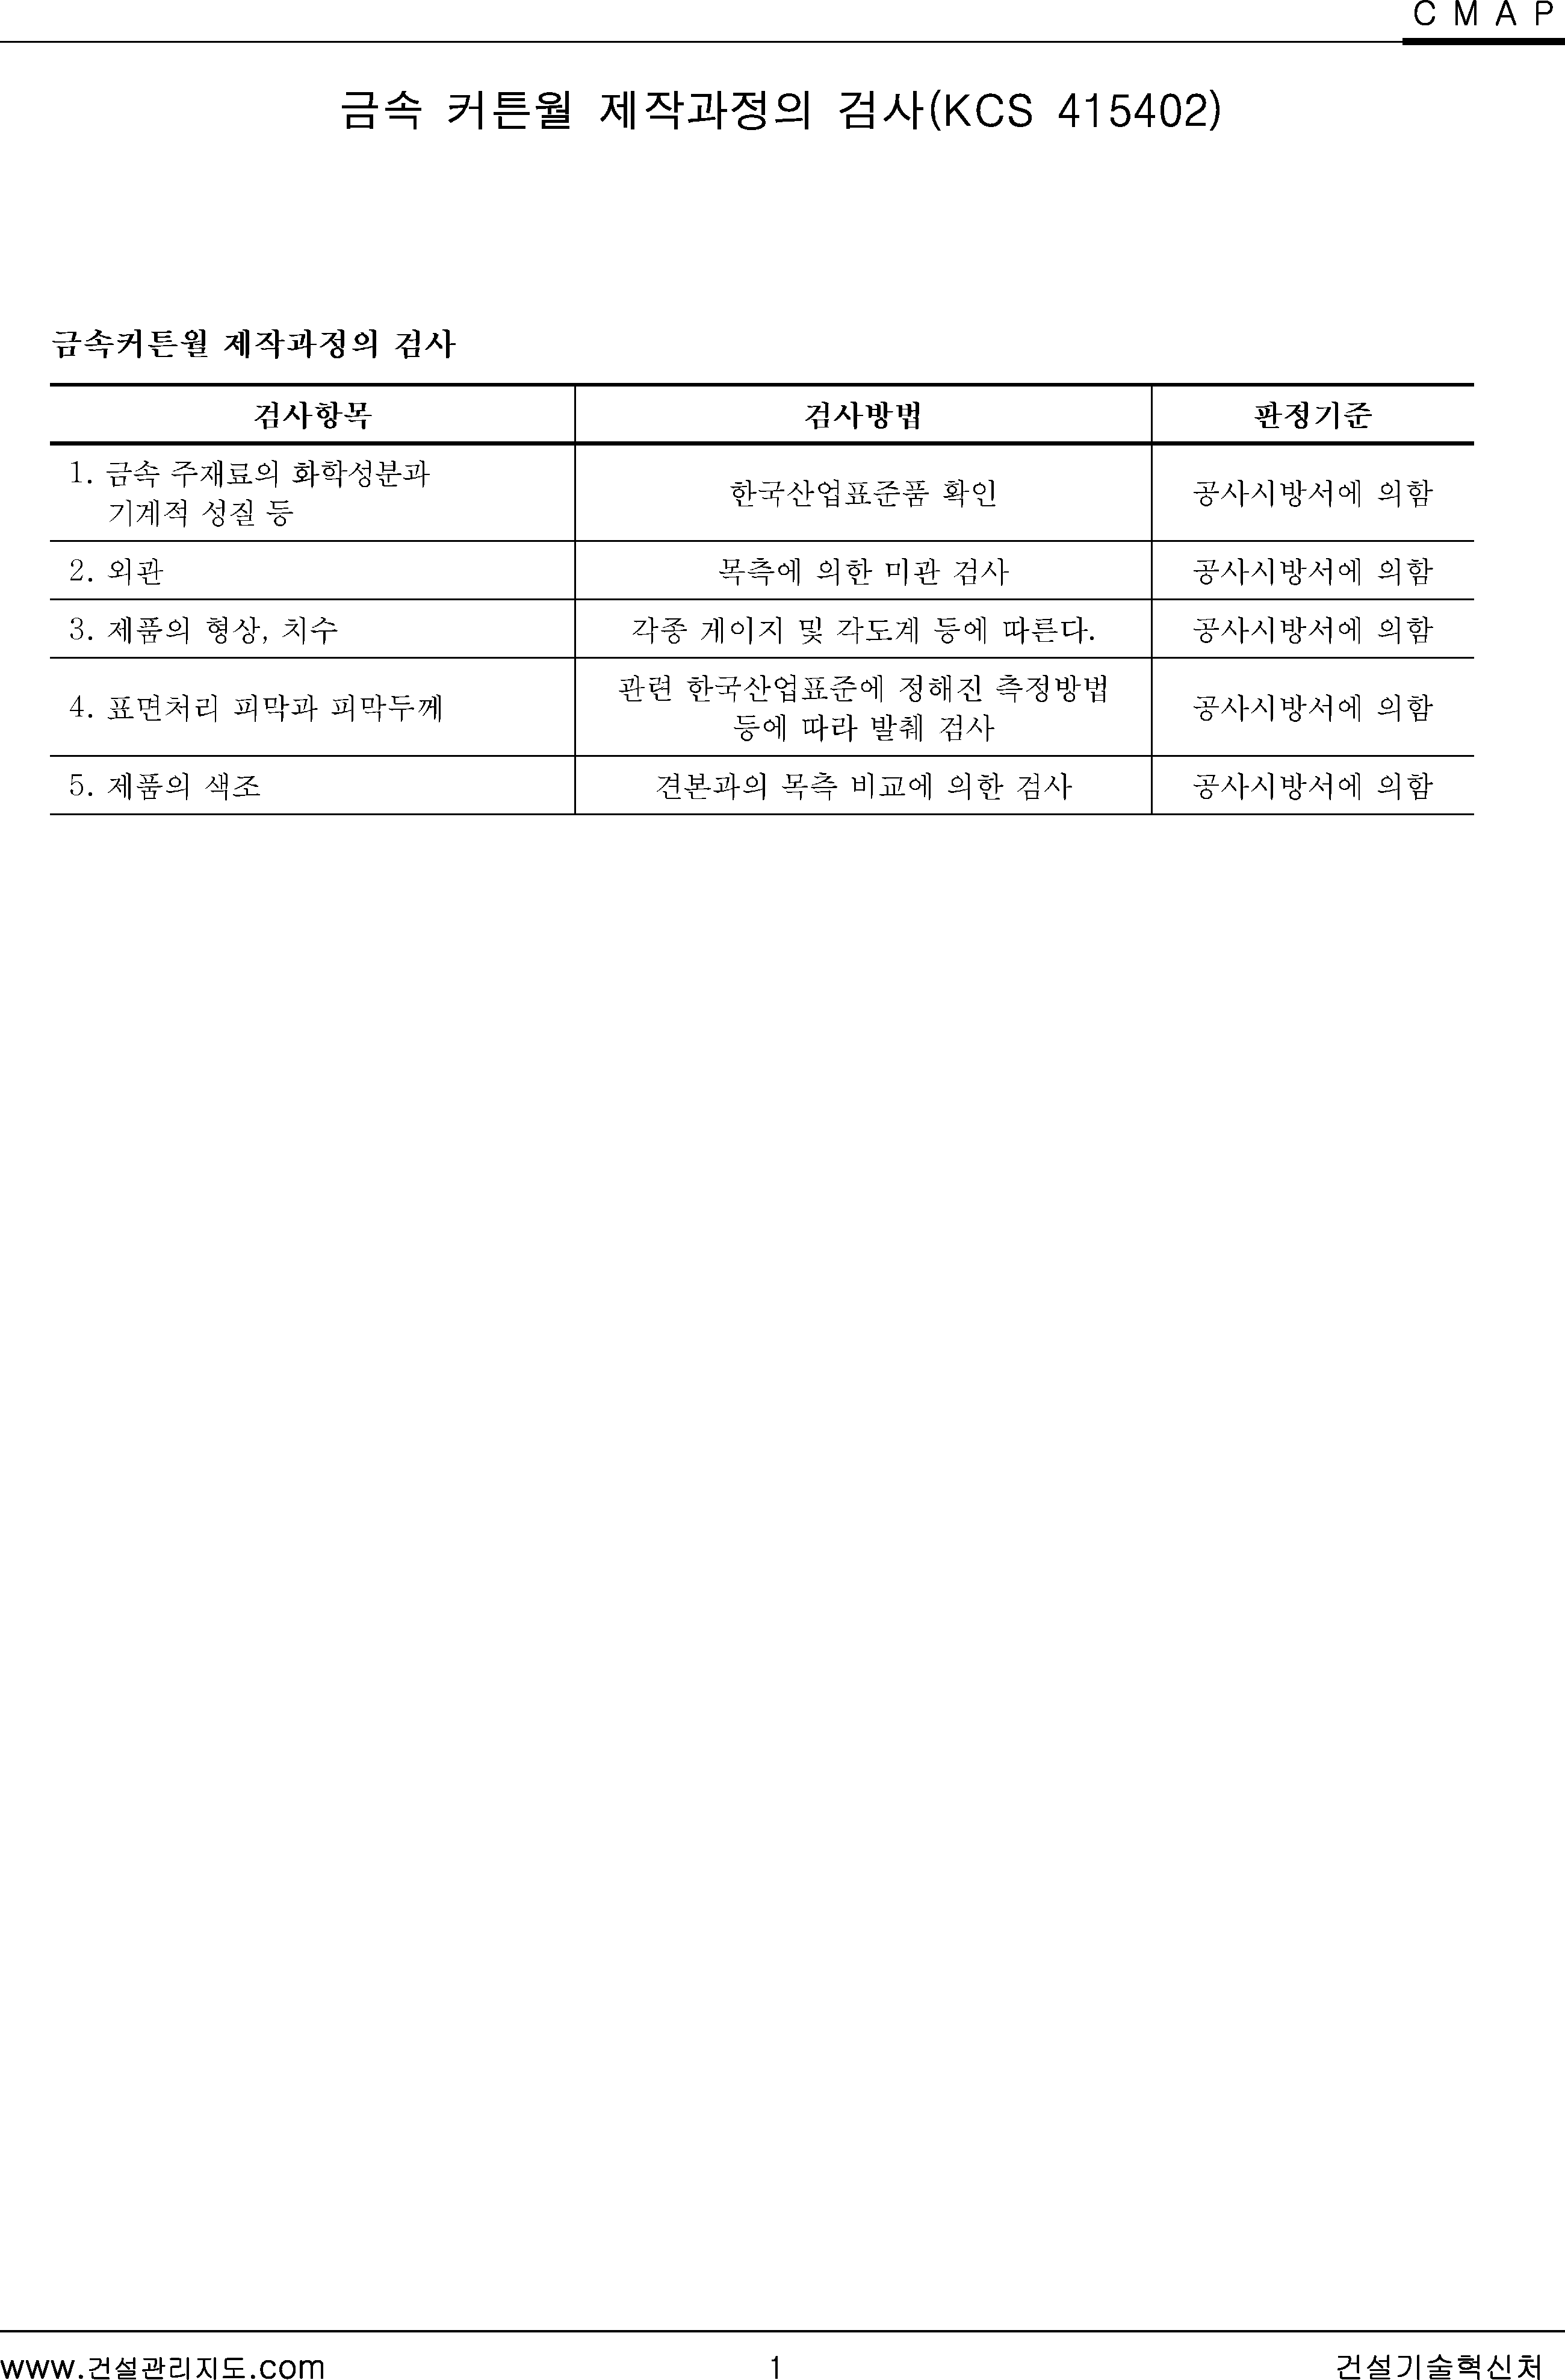 C M A P
금속 커튼월 제작과정의 검사(KCS 415402)
금속커튼월 제작과정의 검사
검사항목 검사방법 판정기준
1. 금속 주재료의 화학성분과
기계적 성질 등
한국산업표준품 확인 공사시방서에 의함
2. 외관 목측에 의한 미관 검사 공사시방서에 의함
3. 제품의 형상, 치수 각종 게이지 및 각도계 등에 따른다. 공사시방서에 의함
4. 표면처리 피막과 피막두께
관련 한국산업표준에 정해진 측정방법
등에 따라 발췌 검사
공사시방서에 의함
5. 제품의 색조 견본과의 목측 비교에 의한 검사 공사시방서에 의함
www.건설관리지도.com 1 건설기술혁신처